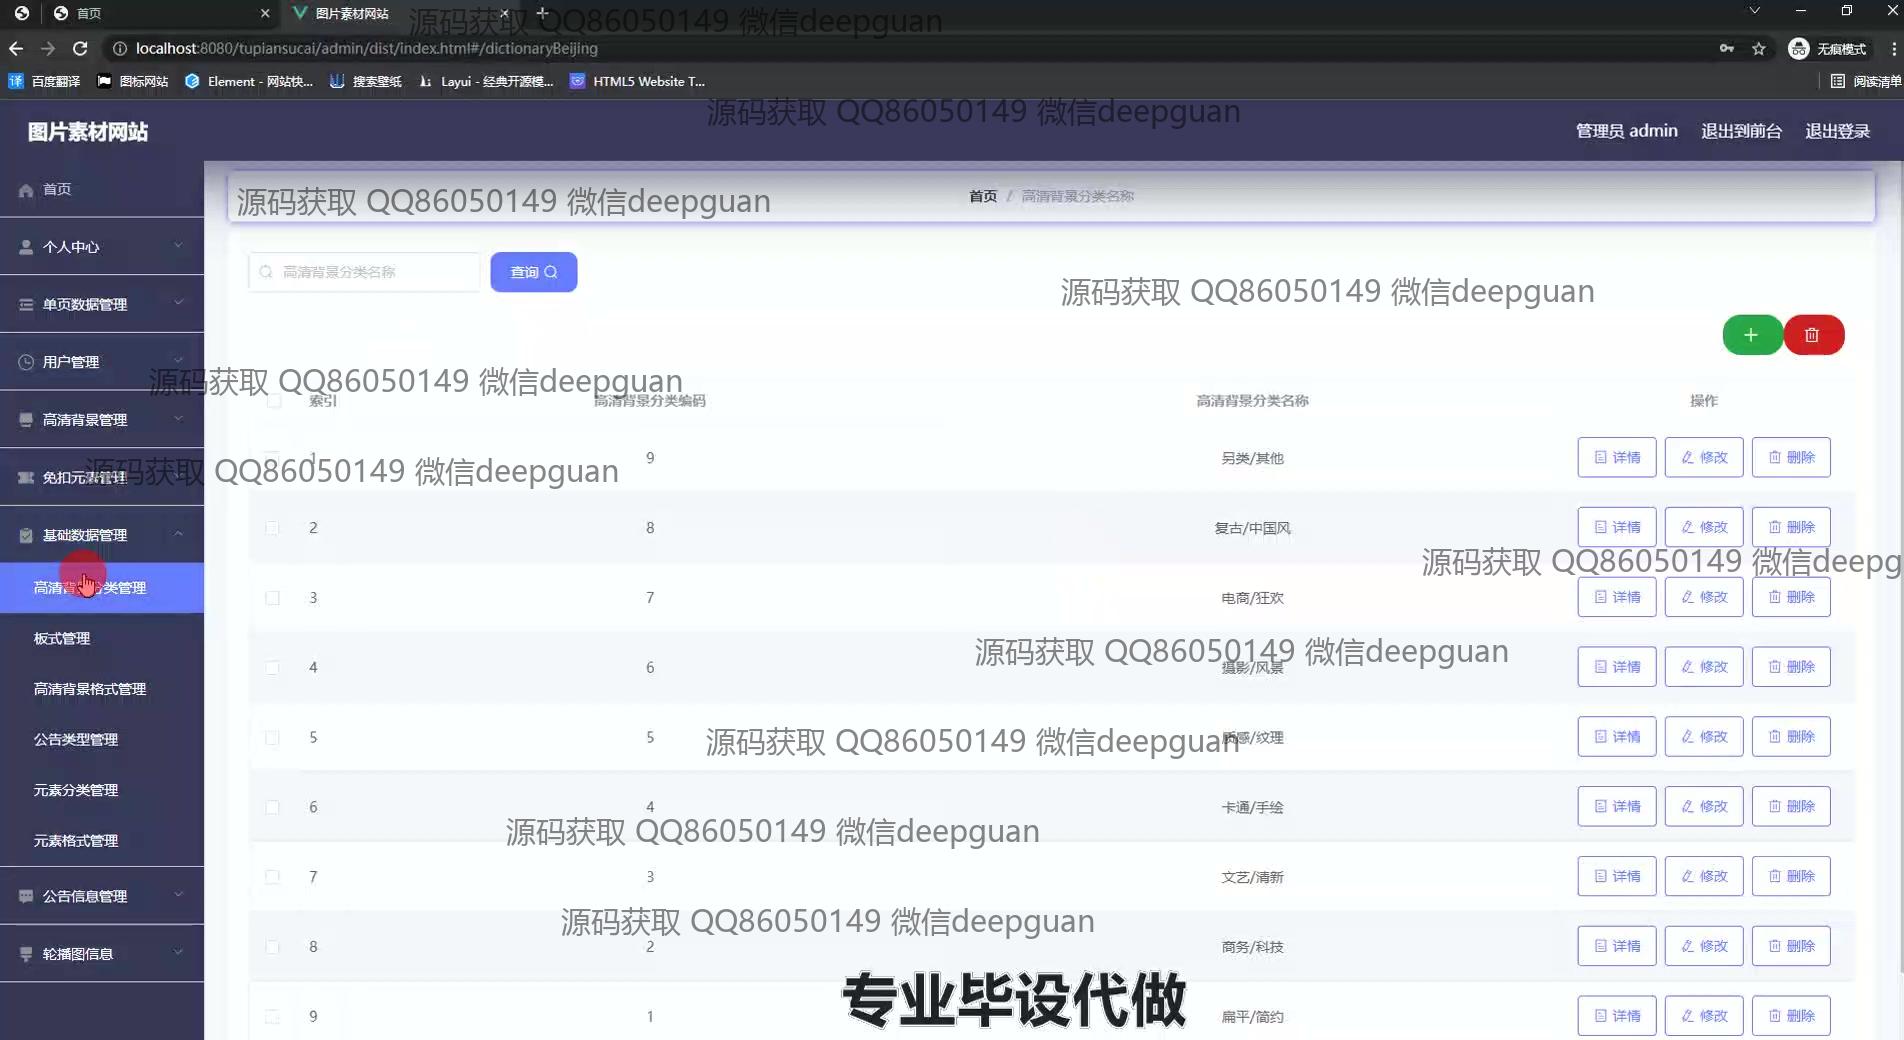 首页
图片素材网站
源码获取 QQ86050149 微信deepguan
localhost:8080/tupiansucai/admin/dist/index.html#/dictionaryBeijing
无痕模式
百度翻译
图标网站
Element - 网站快...
搜索壁纸
Layui - 经典开源模...
HTML5 Website T...
阅读清单
源码获取 QQ86050149 微信deepguan
图片素材网站
管理员 admin
退出到前台
退出登录
首页
个人中心
单页数据管理
用户管理
高清背景管理
免扣元素管理
基础数据管理
高清背景分类管理
板式管理
高清背景格式管理
公告类型管理
元素分类管理
元素格式管理
公告信息管理
轮播图信息
源码获取 QQ86050149 微信deepguan
首页 / 高清背景分类名称
高清背景分类名称
查询
源码获取 QQ86050149 微信deepguan
源码获取 QQ86050149 微信deepguan
索引 高清背景分类编码 高清背景分类名称 操作
1 9 另类/其他 详情 修改 删除
源码获取 QQ86050149 微信deepguan
2 8 复古/中国风 详情 修改 删除
源码获取 QQ86050149 微信deepg
3 7 电商/狂欢 详情 修改 删除
源码获取 QQ86050149 微信deepguan
4 6 摄影/风景 详情 修改 删除
5 5 质感/纹理 详情 修改 删除
源码获取 QQ86050149 微信deepguan
6 4 卡通/手绘 详情 修改 删除
源码获取 QQ86050149 微信deepguan
7 3 文艺/清新 详情 修改 删除
源码获取 QQ86050149 微信deepguan
8 2 商务/科技 详情 修改 删除
专业毕设代做
9 1 扁平/简约 详情 修改 删除